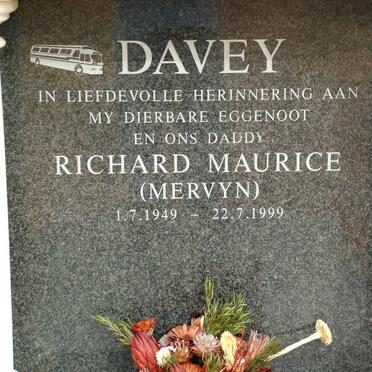 DAVEY
IN LIEFDEVOLLE HERINNERING AAN
MY DIERBARE EGGENOOT
EN ONS DADDY
RICHARD MAURICE
(MERVYN)
1.7.1949 – 22.7.1999